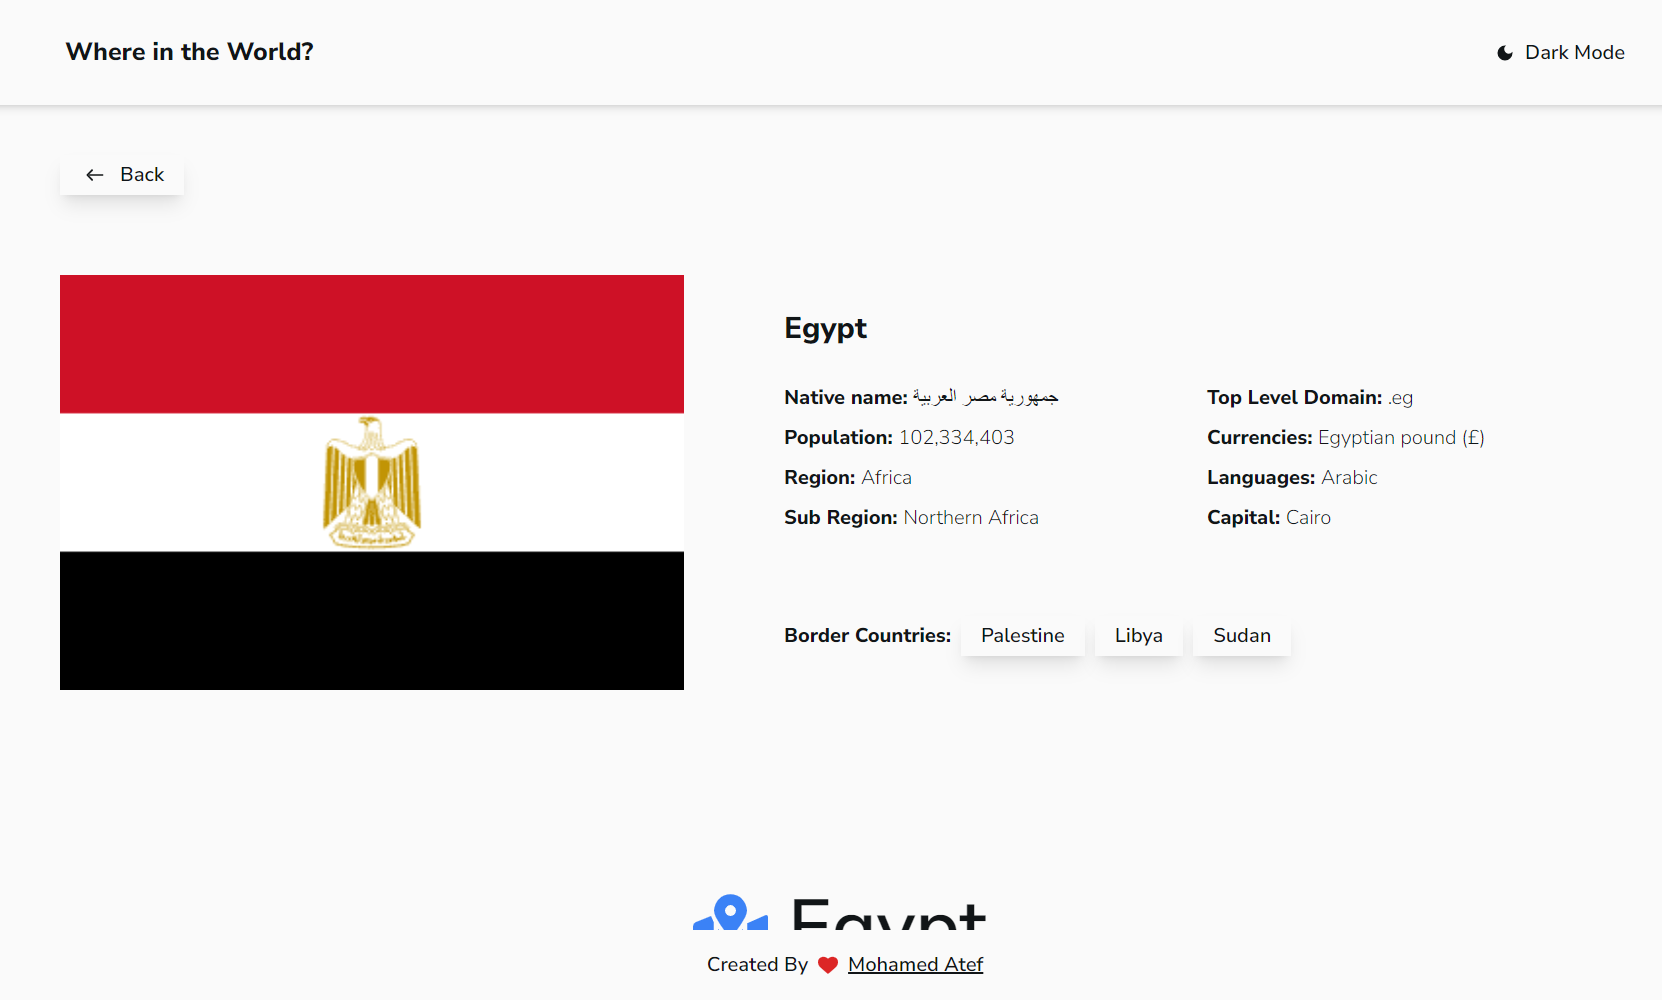 Where in the World?
Dark Mode
Back
Egypt
Native name: جمهورية مصر العربية
Population: 102,334,403
Region: Africa
Sub Region: Northern Africa
Top Level Domain: .eg
Currencies: Egyptian pound (£)
Languages: Arabic
Capital: Cairo
Border Countries: Palestine Libya Sudan
Egypt
Created By Mohamed Atef